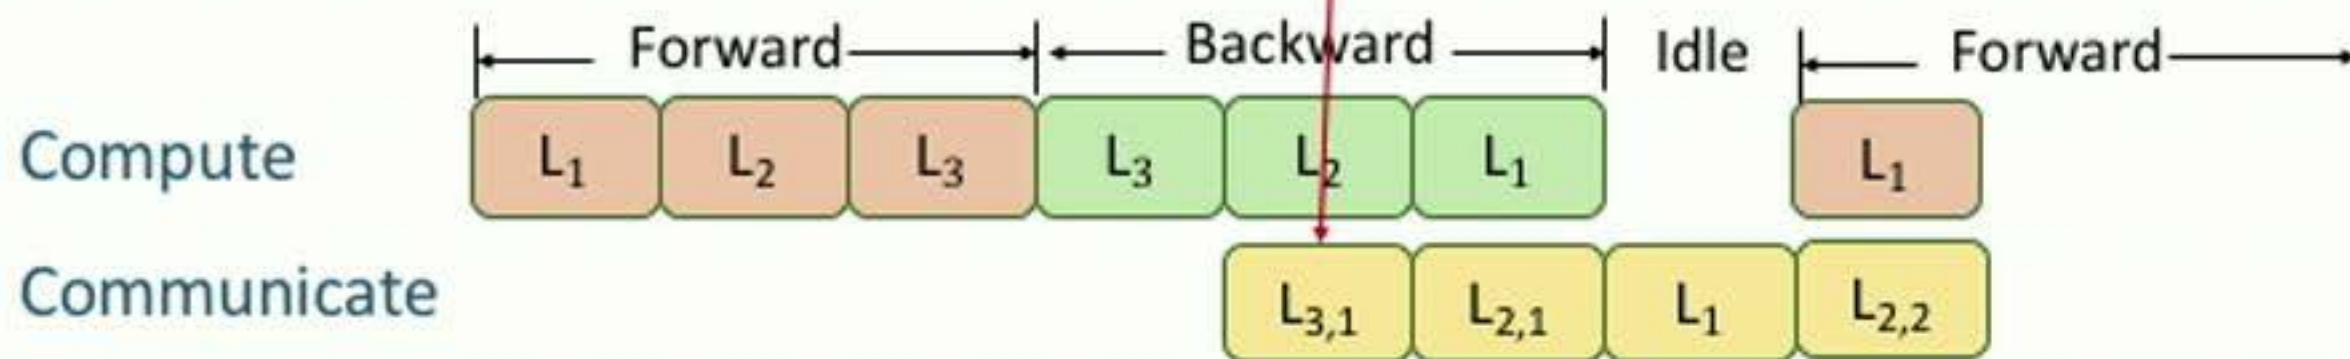 Forward Backward Idle Forward
Compute L₁ L₂ L₃ L₃ L₂ L₁ L₁
Communicate L₃,₁ L₂,₁ L₁ L₂,₂